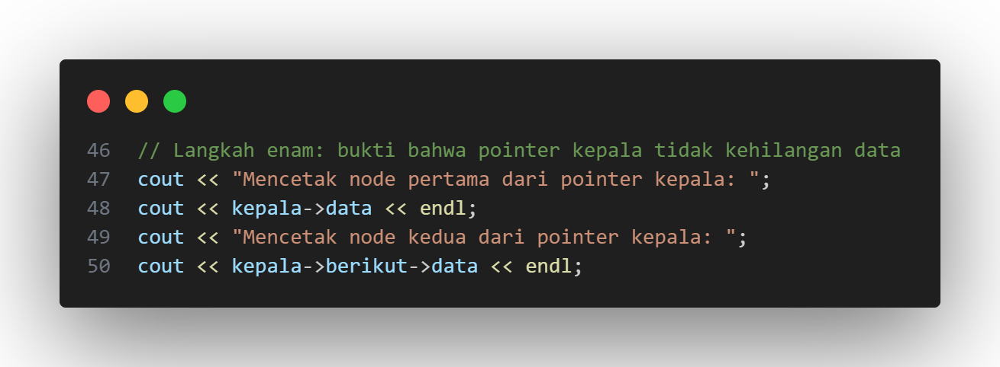 46 // Langkah enam: bukti bahwa pointer kepala tidak kehilangan data
47 cout << "Mencetak node pertama dari pointer kepala: ";
48 cout << kepala->data << endl;
49 cout << "Mencetak node kedua dari pointer kepala: ";
50 cout << kepala->berikut->data << endl;